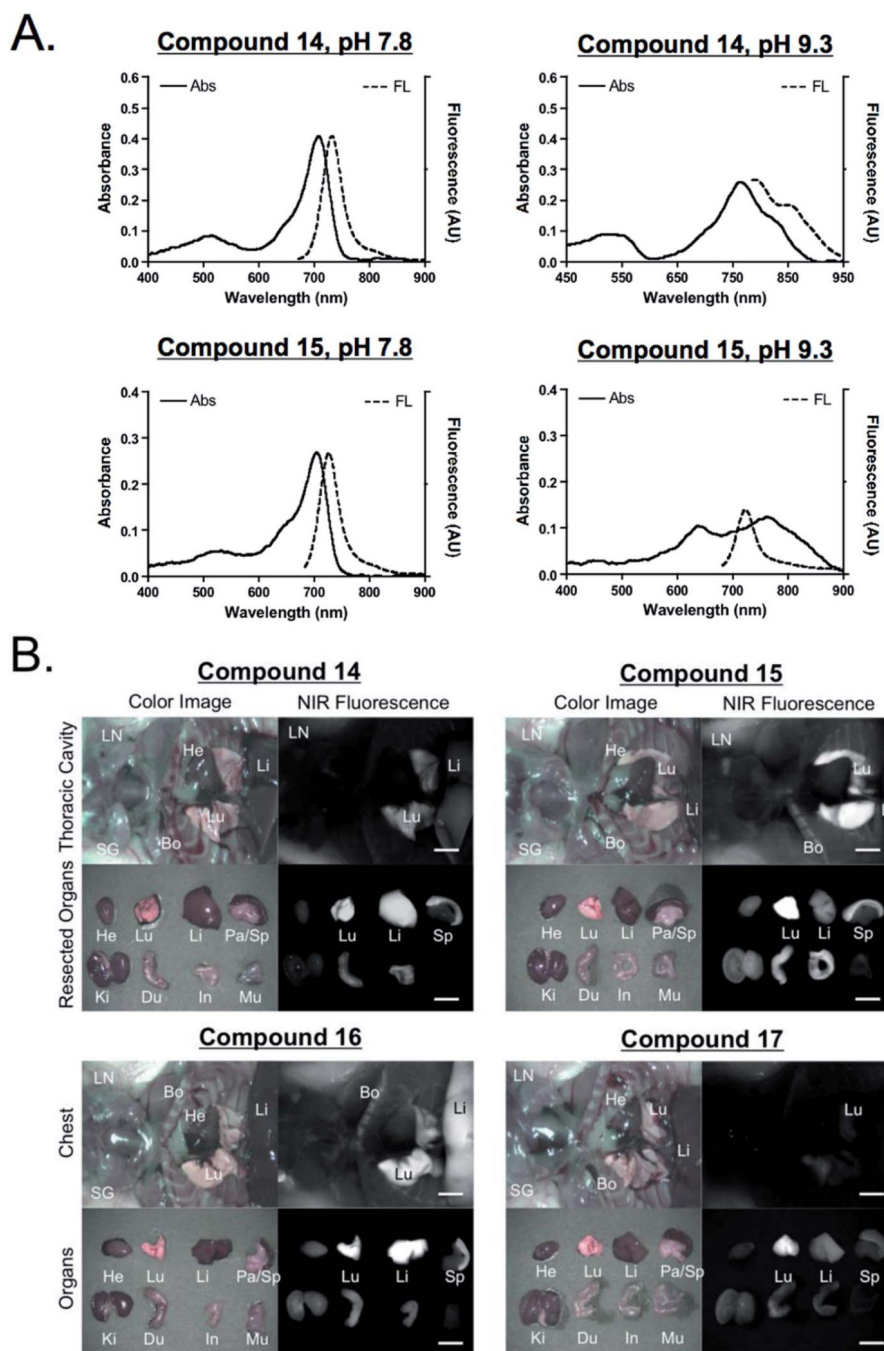 A.
Compound 14, pH 7.8
Abs FL
Absorbance
Fluorescence (AU)
0.6
0.5
0.4
0.3
0.2
0.1
0.0
400 500 600 700 800 900
Wavelength (nm)
Compound 14, pH 9.3
Abs FL
Absorbance
Fluorescence (AU)
0.6
0.5
0.4
0.3
0.2
0.1
0.0
450 550 650 750 850 950
Wavelength (nm)
Compound 15, pH 7.8
Abs FL
Absorbance
Fluorescence (AU)
0.4
0.3
0.2
0.1
0.0
400 500 600 700 800 900
Wavelength (nm)
Compound 15, pH 9.3
Abs FL
Absorbance
Fluorescence (AU)
0.4
0.3
0.2
0.1
0.0
400 500 600 700 800 900
Wavelength (nm)
B.
Compound 14
Color Image NIR Fluorescence
Thoracic Cavity
LN He Li Lu SG Bo
LN Li Lu
Resected Organs
He Lu Li Pa/Sp
Ki Du In Mu
Lu Li Sp
Compound 15
Color Image NIR Fluorescence
LN He Lu Li SG Bo
LN Lu Bo
He Lu Li Pa/Sp
Ki Du In Mu
Lu Li Sp
Compound 16
Chest
LN Bo He Li Lu SG
Bo Li Lu
Organs
He Lu Li Pa/Sp
Ki Du In Mu
Lu Li Sp
Compound 17
LN He Lu Li SG Bo
Lu
He Lu Li Pa/Sp
Ki Du In Mu
Lu Li Sp